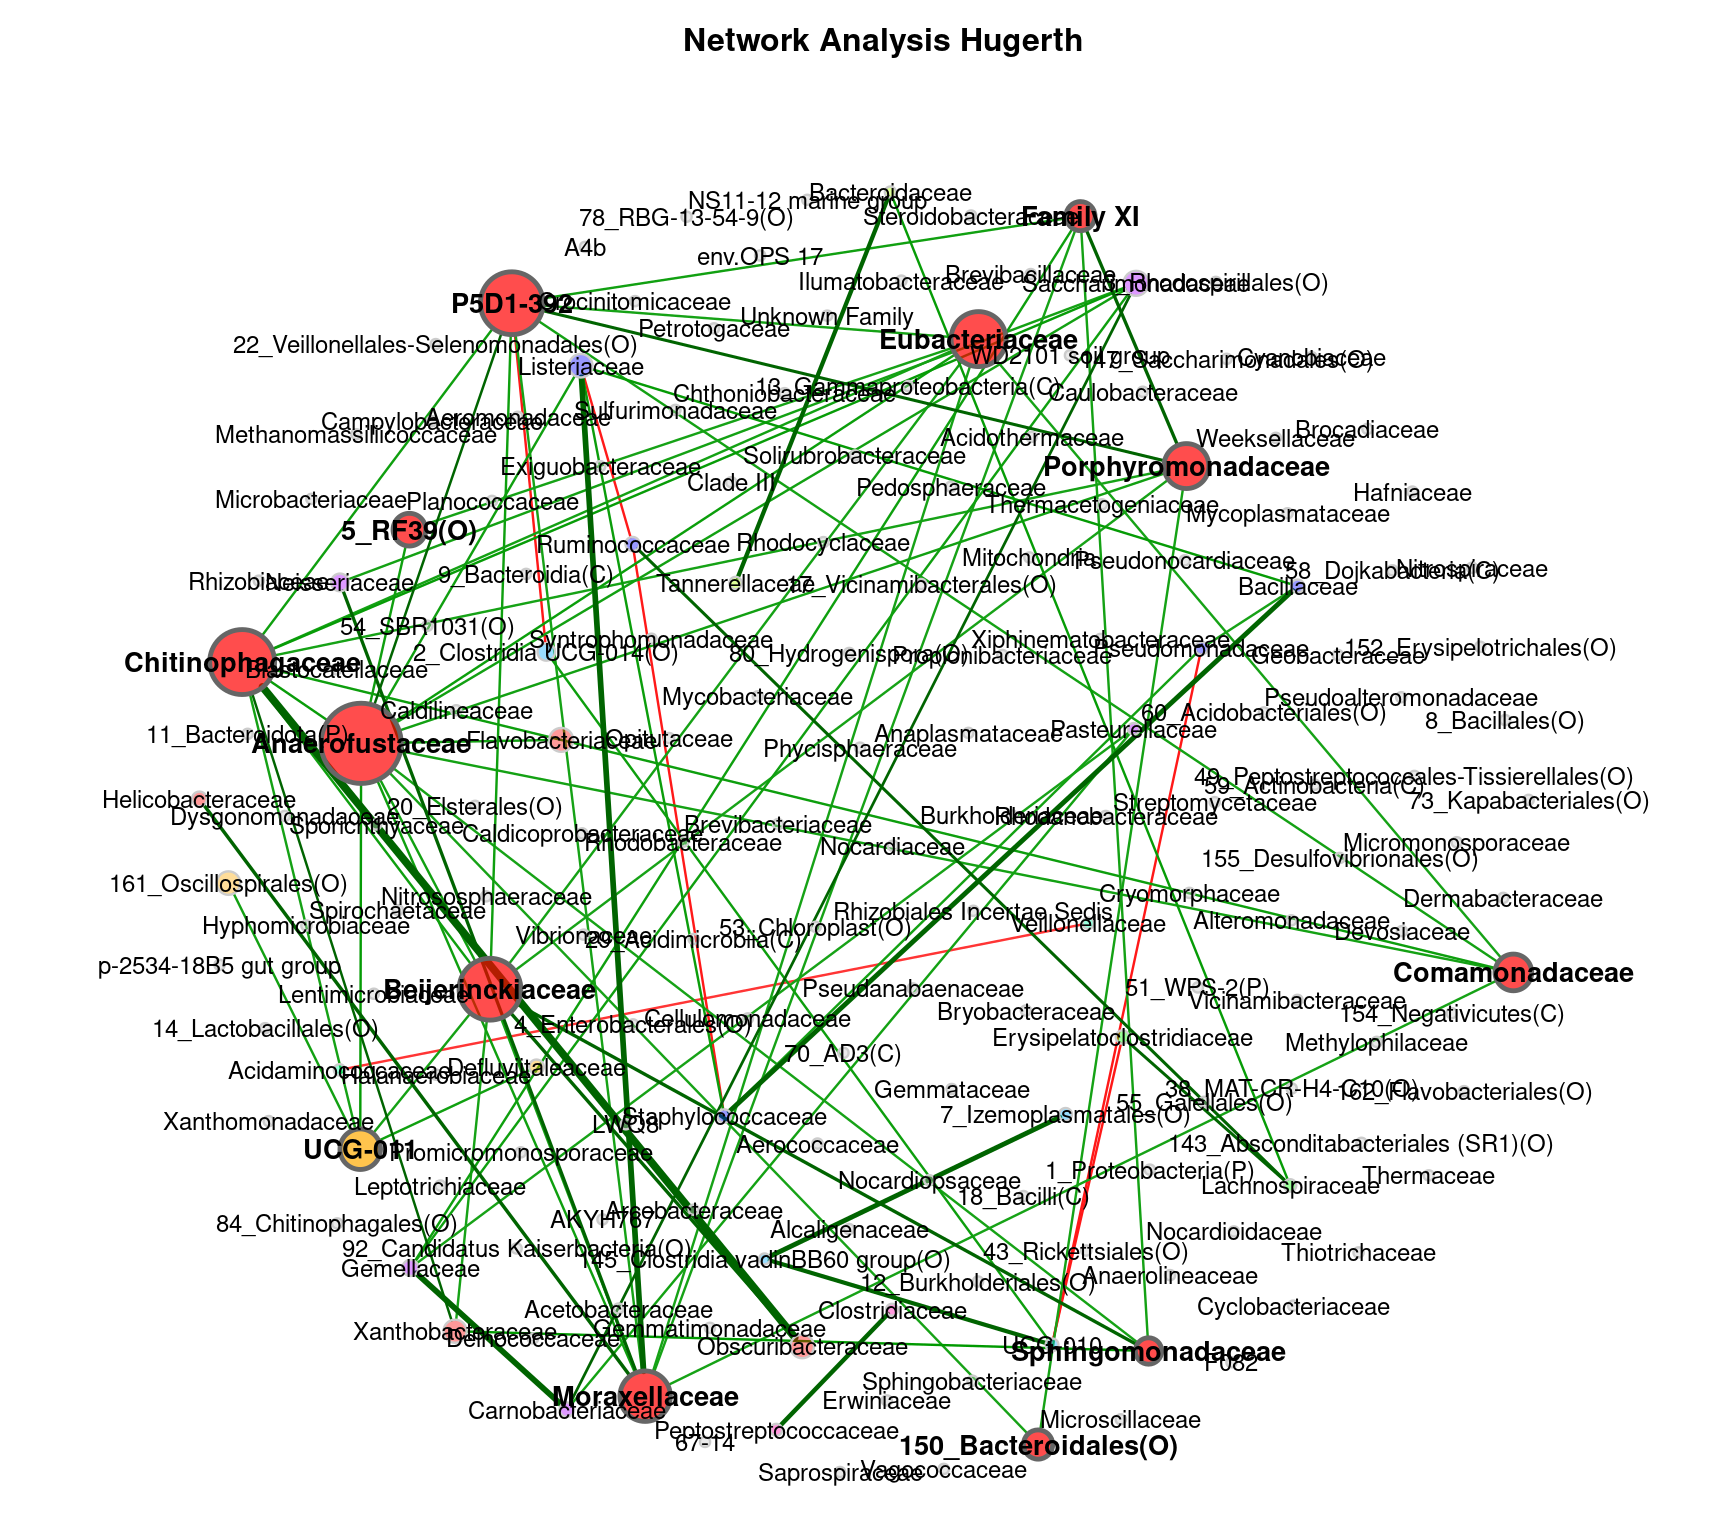 Network Analysis Hugerth
Bacteroidaceae
NS11-12 marine group
78_RBG-13-54-9(O)
Steroidobacteraceae
Family XI
A4b
env.OPS 17
Brevibacillaceae
Ilumatobacteraceae
Saccharimonadaceae
Rhodospirillales(O)
P5D1-392
Orocinitomicaceae
Unknown Family
Petrotogaceae
Eubacteriaceae
22_Veillonellales-Selenomonadales(O)
WD2101 soil group
147_Saccharimonadales(O)
Cyanobiaceae
Listeriaceae
13_Gammaproteobacteria(C)
Chthoniobacteraceae
Caulobacteraceae
Sulfurimonadaceae
Aeromonadaceae
Campylobacteraceae
Methanomassiliicoccaceae
Acidothermaceae
Weeksellaceae
Brocadiaceae
Solirubrobacteraceae
Exiguobacteraceae
Porphyromonadaceae
Clade III
Pedosphaeraceae
Hafniaceae
Microbacteriaceae
Planococcaceae
Thermacetogeniaceae
Mycoplasmataceae
5_RF39(O)
Ruminococcaceae
Rhodocyclaceae
Mitochondria
Pseudonocardiaceae
58_Dojkabacteria(C)
Nitrospiraceae
9_Bacteroidia(C)
Rhizobiaceae
Neisseriaceae
Tannerellaceae
17_Vicinamibacterales(O)
Bacillaceae
54_SBR1031(O)
Syntrophomonadaceae
Xiphinematobacteraceae
2_Clostridia UCG-014(O)
80_Hydrogenispora(O)
Propionibacteriaceae
Pseudomonadaceae
Geobacteraceae
152_Erysipelotrichales(O)
Chitinophagaceae
Blastocatellaceae
Mycobacteriaceae
Pseudoalteromonadaceae
Caldilineaceae
60_Acidobacteriales(O)
8_Bacillales(O)
11_Bacteroidota(P)
Anaerofustaceae
Flavobacteriaceae
Opitutaceae
Anaplasmataceae
Pasteurellaceae
Phycisphaeraceae
49_Peptostreptococcales-Tissierellales(O)
59_Actinobacteria(C)
Helicobacteraceae
Dysgonomonadaceae
20_Elsterales(O)
Streptomycetaceae
73_Kapabacteriales(O)
Sporichthyaceae
Caldicoprobacteraceae
Brevibacteriaceae
Burkholderiaceae
Rhodanobacteraceae
Rhodobacteraceae
Nocardiaceae
Micromonosporaceae
155_Desulfovibrionales(O)
161_Oscillospirales(O)
Nitrososphaeraceae
Cryomorphaceae
Dermabacteraceae
Spirochaetaceae
Rhizobiales Incertae Sedis
Hyphomicrobiaceae
Vibrionaceae
53_Chloroplast(O)
29_Acidimicrobiia(C)
Veillonellaceae
Alteromonadaceae
Devosiaceae
p-2534-18B5 gut group
Comamonadaceae
Lentimicrobiaceae
Beijerinckiaceae
Pseudanabaenaceae
51_WPS-2(P)
Vicinamibacteraceae
14_Lactobacillales(O)
4_Enterobacterales(O)
Cellulomonadaceae
Bryobacteraceae
154_Negativicutes(C)
Erysipelatoclostridiaceae
Methylophilaceae
70_AD3(C)
Acidaminococcaceae
Halanaerobiaceae
Defluviitaleaceae
Gemmataceae
38_MAT-CR-H4-C10(O)
162_Flavobacteriales(O)
55_Gaiellales(O)
Xanthomonadaceae
LWQ8
Staphylococcaceae
7_Izemoplasmatales(O)
UCG-011
Promicromonosporaceae
Aerococcaceae
143_Absconditabacteriales (SR1)(O)
1_Proteobacteria(P)
Thermaceae
Leptotrichiaceae
Nocardiopsaceae
18_Bacilli(C)
Lachnospiraceae
84_Chitinophagales(O)
AKYH767
Arcobacteraceae
Alcaligenaceae
Nocardioidaceae
92_Candidatus Kaiserbacteria(O)
145_Clostridia vadinBB60 group(O)
43_Rickettsiales(O)
Thiotrichaceae
Gemellaceae
12_Burkholderiales(O)
Anaerolineaceae
Acetobacteraceae
Clostridiaceae
Cyclobacteriaceae
Xanthobacteraceae
Deinococcaceae
Gemmatimonadaceae
Obscuribacteraceae
UCG-010
Sphingomonadaceae
F082
Sphingobacteriaceae
Moraxellaceae
Erwiniaceae
Carnobacteriaceae
Microscillaceae
Peptostreptococcaceae
67-14
150_Bacteroidales(O)
Saprospiraceae
Vagococcaceae